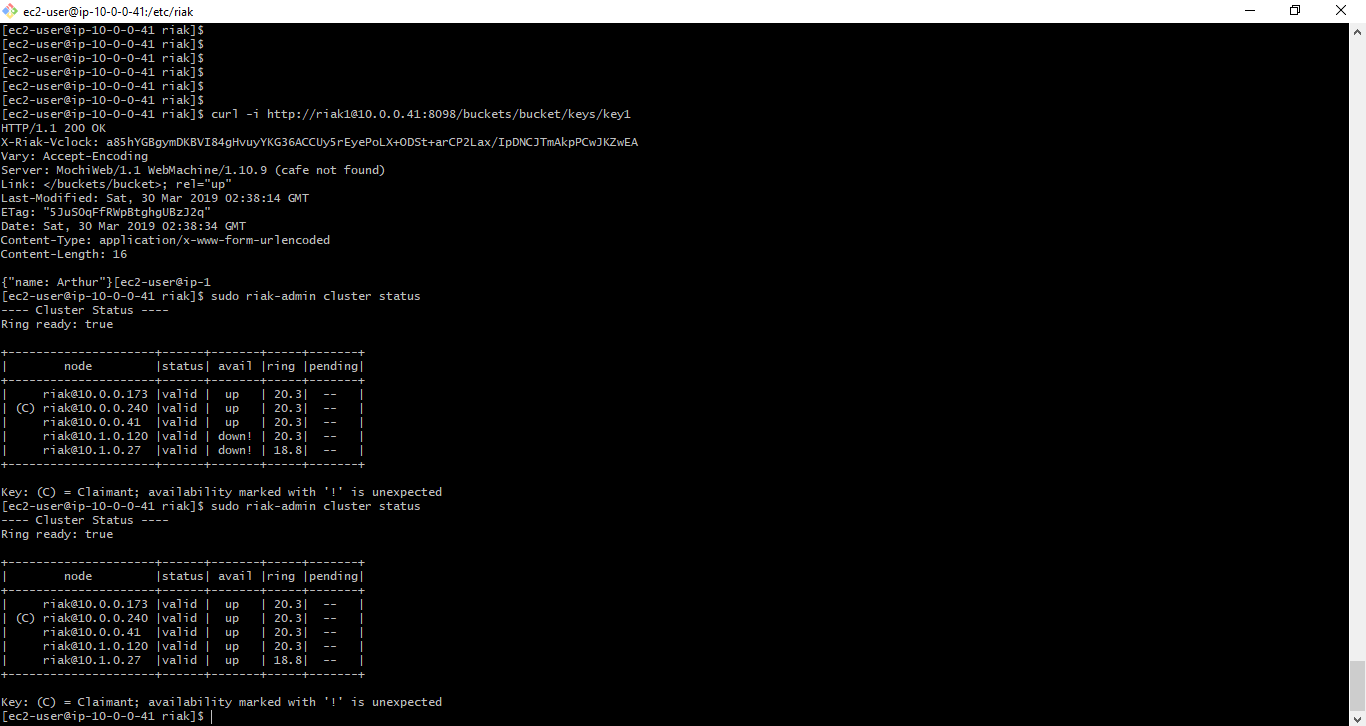 ec2-user@ip-10-0-0-41:/etc/riak
[ec2-user@ip-10-0-0-41 riak]$
[ec2-user@ip-10-0-0-41 riak]$
[ec2-user@ip-10-0-0-41 riak]$
[ec2-user@ip-10-0-0-41 riak]$
[ec2-user@ip-10-0-0-41 riak]$
[ec2-user@ip-10-0-0-41 riak]$
[ec2-user@ip-10-0-0-41 riak]$ curl -i http://riak1@10.0.0.41:8098/buckets/bucket/keys/key1
HTTP/1.1 200 OK
X-Riak-Vclock: a85hYGBgymDKBVI84gHvuyYKG36ACCUy5rEyePoLX+ODSt+arCP2Lax/IpDNCJTmAkpPCwJKZwEA
Vary: Accept-Encoding
Server: MochiWeb/1.1 WebMachine/1.10.9 (cafe not found)
Link: </buckets/bucket>; rel="up"
Last-Modified: Sat, 30 Mar 2019 02:38:14 GMT
ETag: "5JuSOqFfRWpBtghgUBzJ2q"
Date: Sat, 30 Mar 2019 02:38:34 GMT
Content-Type: application/x-www-form-urlencoded
Content-Length: 16

{"name: Arthur"}[ec2-user@ip-1
[ec2-user@ip-10-0-0-41 riak]$ sudo riak-admin cluster status
---- Cluster Status ----
Ring ready: true

+---------------------+------+-------+-----+-------+
|        node         |status| avail |ring |pending|
+---------------------+------+-------+-----+-------+
|     riak@10.0.0.173 |valid |  up   | 20.3|  --   |
| (C) riak@10.0.0.240 |valid |  up   | 20.3|  --   |
|     riak@10.0.0.41  |valid |  up   | 20.3|  --   |
|     riak@10.1.0.120 |valid | down! | 20.3|  --   |
|     riak@10.1.0.27  |valid | down! | 18.8|  --   |
+---------------------+------+-------+-----+-------+

Key: (C) = Claimant; availability marked with '!' is unexpected
[ec2-user@ip-10-0-0-41 riak]$ sudo riak-admin cluster status
---- Cluster Status ----
Ring ready: true

+---------------------+------+-------+-----+-------+
|        node         |status| avail |ring |pending|
+---------------------+------+-------+-----+-------+
|     riak@10.0.0.173 |valid |  up   | 20.3|  --   |
| (C) riak@10.0.0.240 |valid |  up   | 20.3|  --   |
|     riak@10.0.0.41  |valid |  up   | 20.3|  --   |
|     riak@10.1.0.120 |valid |  up   | 20.3|  --   |
|     riak@10.1.0.27  |valid |  up   | 18.8|  --   |
+---------------------+------+-------+-----+-------+

Key: (C) = Claimant; availability marked with '!' is unexpected
[ec2-user@ip-10-0-0-41 riak]$